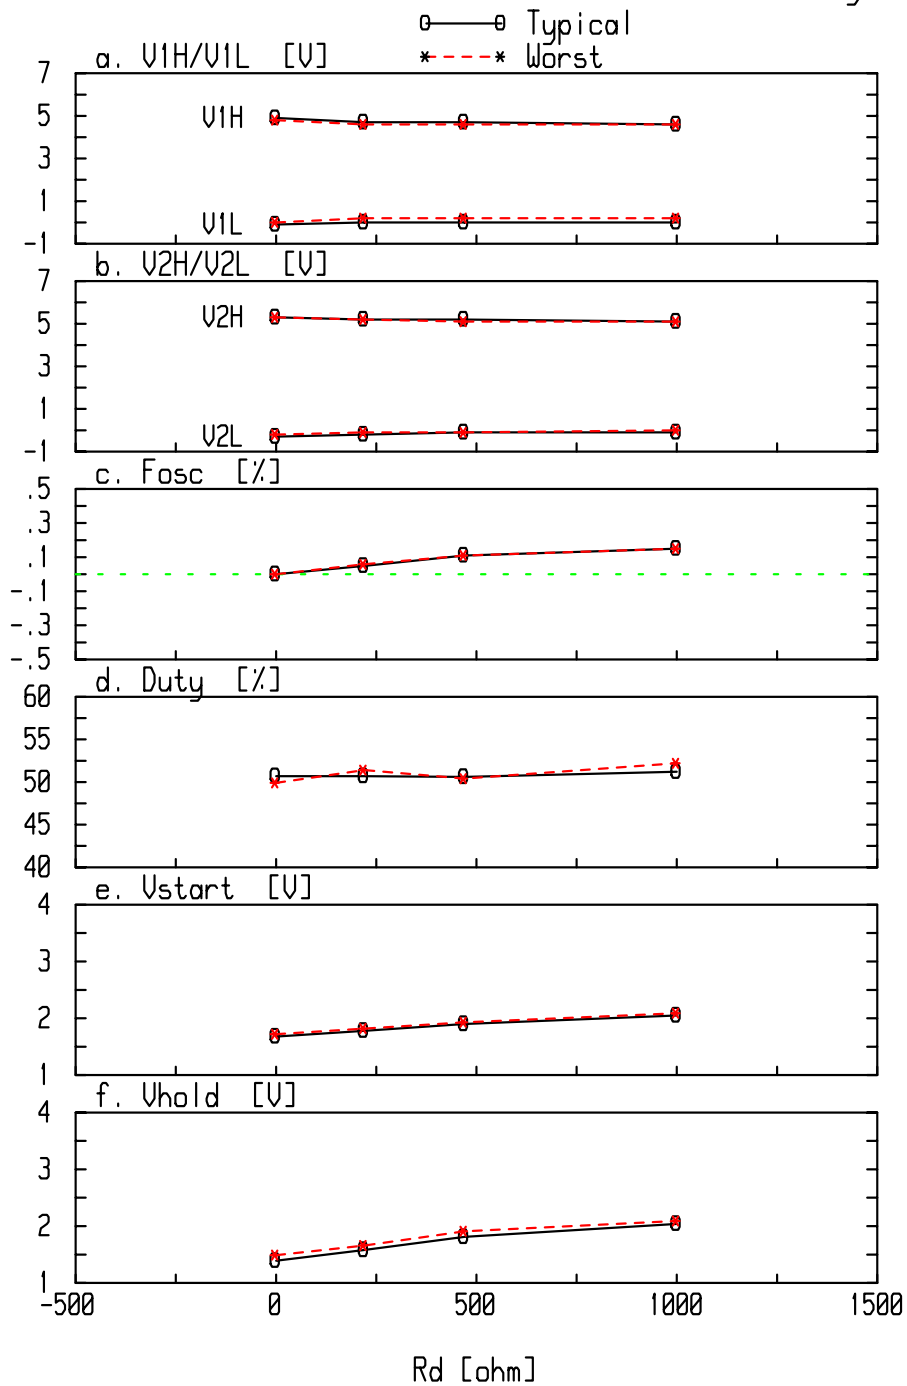 Typical
Worst
a. V1H/V1L [V]
7
5
3
1
-1
V1H
V1L
b. V2H/V2L [V]
7
5
3
1
-1
V2H
V2L
c. Fosc [%]
.5
.3
.1
-.1
-.3
-.5
d. Duty [%]
60
55
50
45
40
e. Vstart [V]
4
3
2
1
f. Vhold [V]
4
3
2
1
-500 0 500 1000 1500
Rd [ohm]